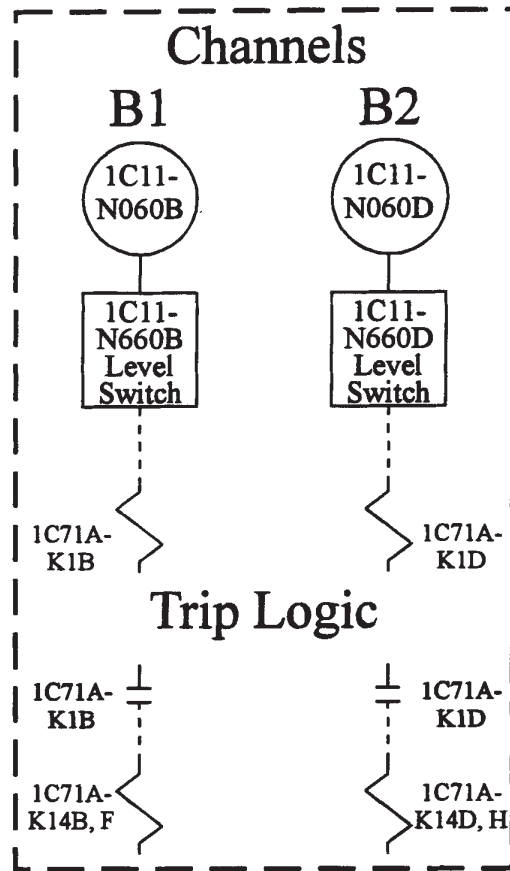 Channels
B1
B2
1C11-
N060B
1C11-
N060D
1C11-
N660B
Level
Switch
1C11-
N660D
Level
Switch
1C71A-
K1B
1C71A-
K1D
Trip Logic
1C71A-
K1B
1C71A-
K1D
1C71A-
K14B, F
1C71A-
K14D, H